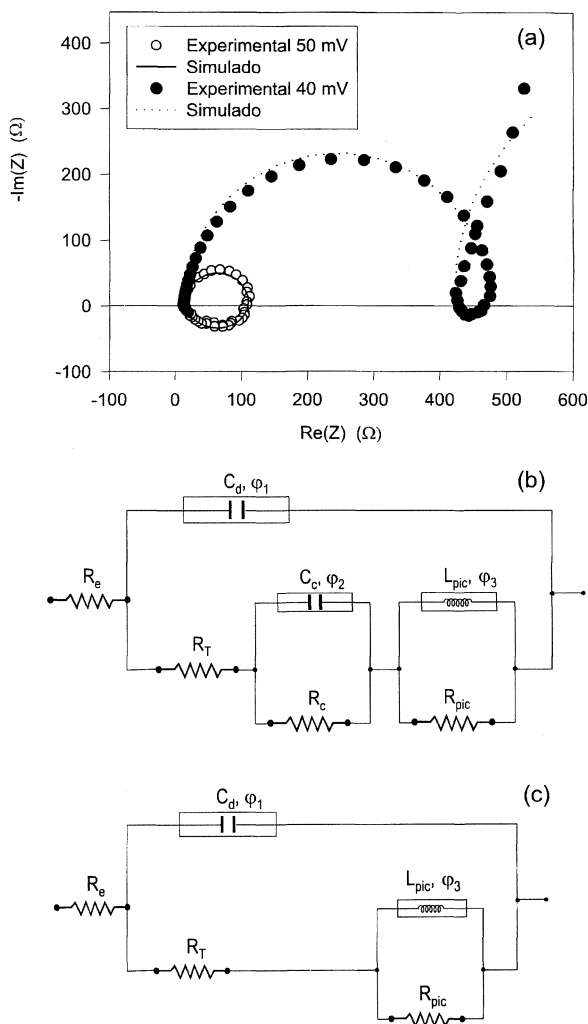 (a)
Experimental 50 mV
Simulado
Experimental 40 mV
Simulado
-Im(Z) (Ω)
400
300
200
100
0
-100
-100 0 100 200 300 400 500 600
Re(Z) (Ω)
(b)
C_d, φ_1
R_e
C_c, φ_2
L_pic, φ_3
R_T
R_c
R_pic
(c)
C_d, φ_1
R_e
L_pic, φ_3
R_T
R_pic